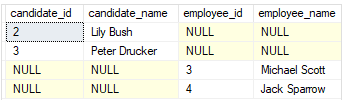 candidate_id candidate_name employee_id employee_name
2 Lily Bush NULL NULL
3 Peter Drucker NULL NULL
NULL NULL 3 Michael Scott
NULL NULL 4 Jack Sparrow